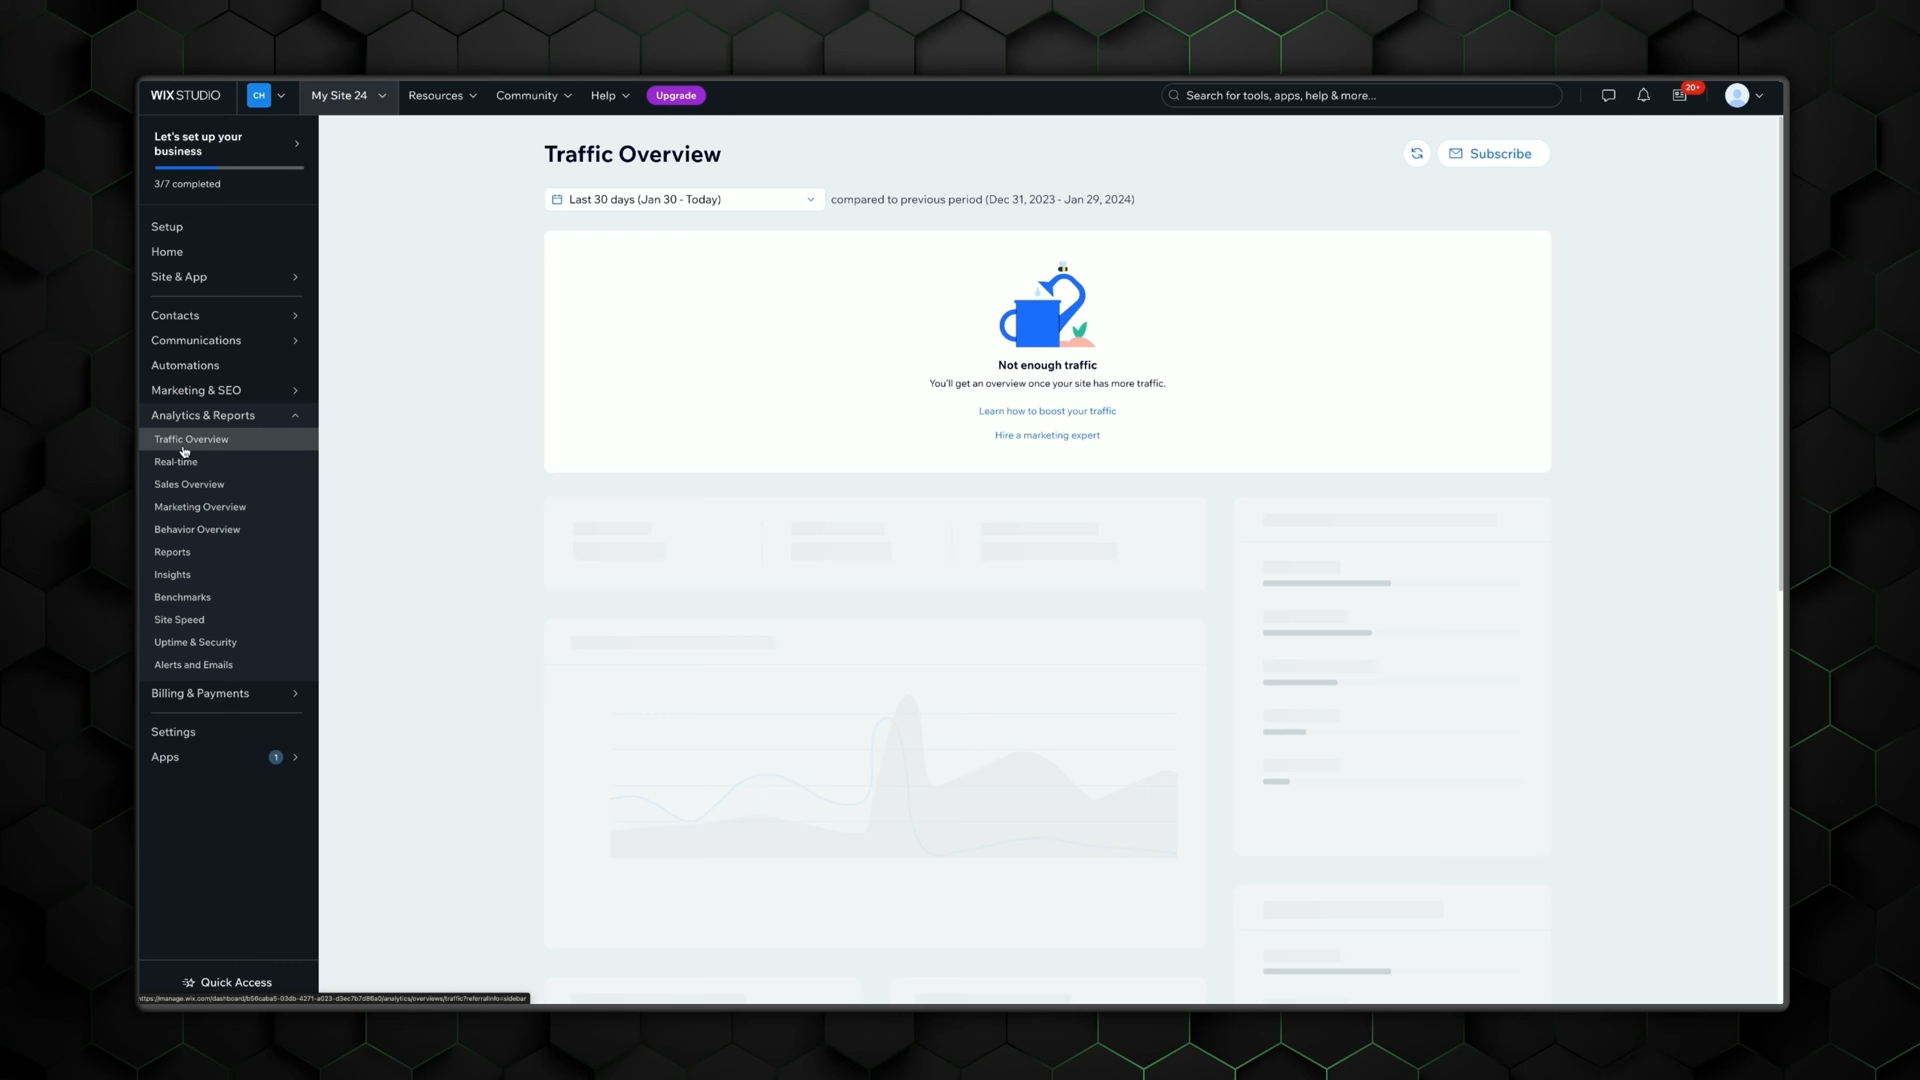 WIX STUDIO
CH
My Site 24
Resources
Community
Help
Upgrade
Search for tools, apps, help & more...
20+
Let's set up your
business
3/7 completed
Setup
Home
Site & App
Contacts
Communications
Automations
Marketing & SEO
Analytics & Reports
Traffic Overview
Real-time
Sales Overview
Marketing Overview
Behavior Overview
Reports
Insights
Benchmarks
Site Speed
Uptime & Security
Alerts and Emails
Billing & Payments
Settings
Apps
1
Quick Access
Traffic Overview
Subscribe
Last 30 days (Jan 30 - Today)
compared to previous period (Dec 31, 2023 - Jan 29, 2024)
Not enough traffic
You'll get an overview once your site has more traffic.
Learn how to boost your traffic
Hire a marketing expert